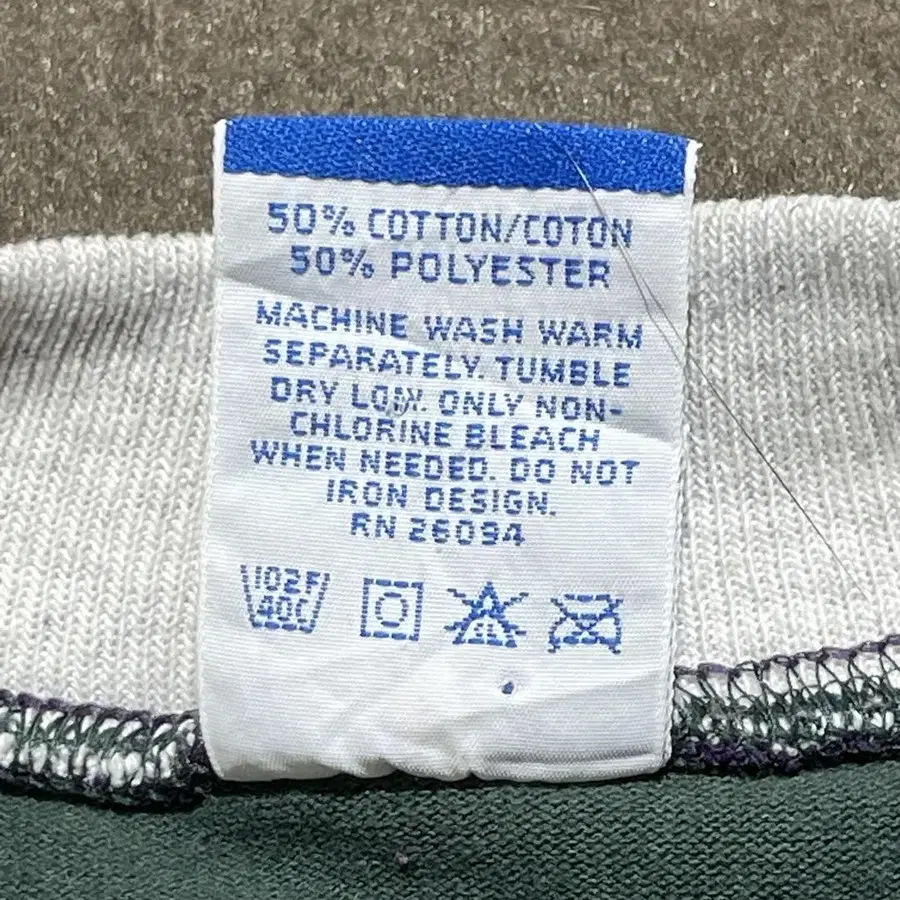 50% COTTON/COTON
50% POLYESTER
MACHINE WASH WARM
SEPARATELY. TUMBLE
DRY LOW. ONLY NON-
CHLORINE BLEACH
WHEN NEEDED. DO NOT
IRON DESIGN.
RN 26094
102F
40C
CL